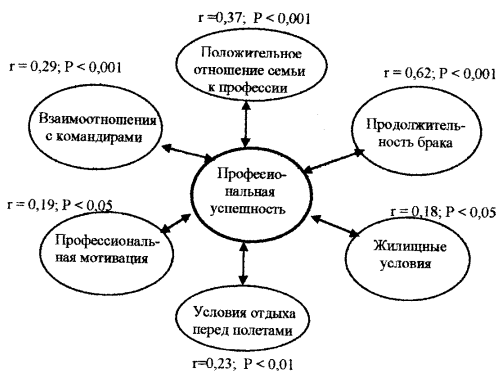 r =0,37;  P < 0,001
Положительное
отношение семьи
к профессии
r = 0,29; P < 0,001
Взаимоотношения
с командирами
r = 0,62; P < 0,001
Продолжитель-
ность брака
Професио-
нальная
успешность
r = 0,19; P < 0,05
Профессиональ-
ная мотивация
r = 0,18; P < 0,05
Жилищные
условия
Условия отдыха
перед полетами
r=0,23; P < 0,01